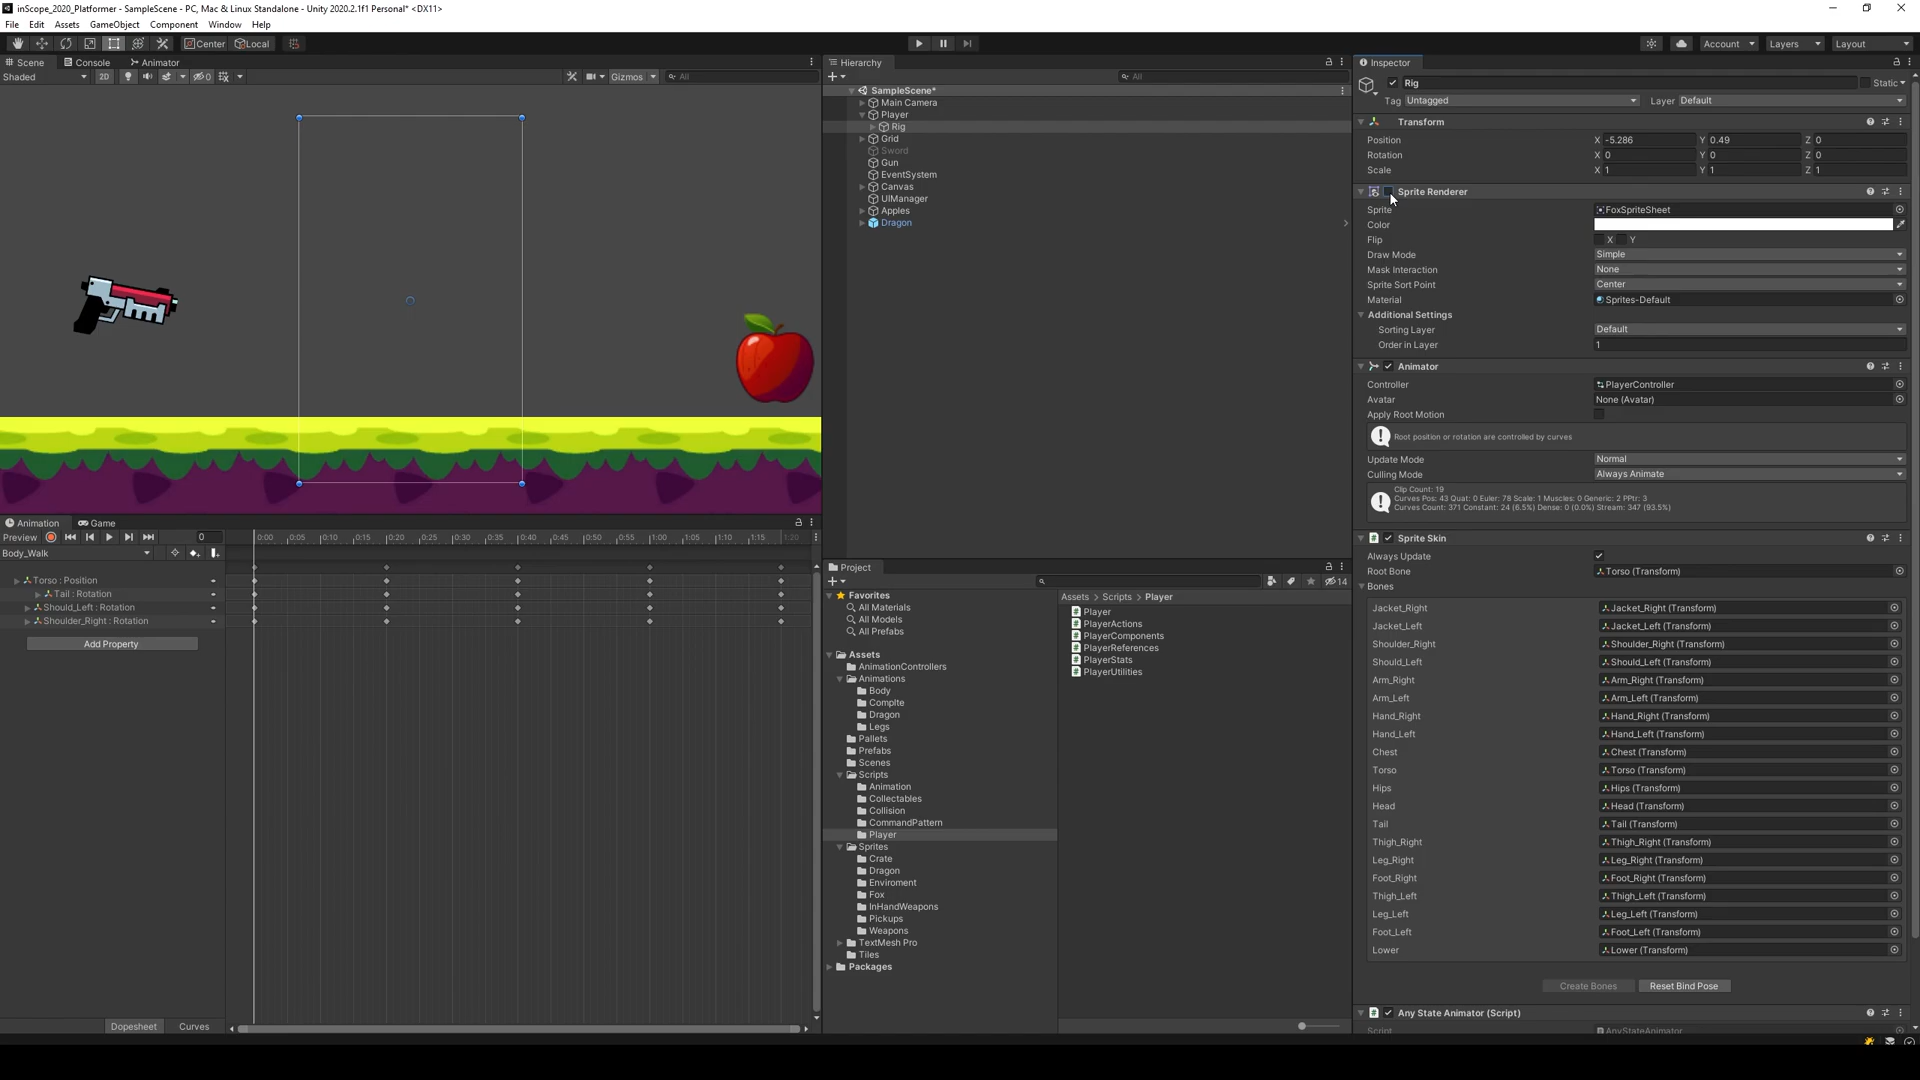 inScope_2020_Platformer - SampleScene - PC, Mac & Linux Standalone - Unity 2020.2.1f1 Personal* <DX11>
File Edit Assets GameObject Component Window Help
Center Local Account Layers Layout
Scene Console Animator
Shaded 2D 0 Gizmos All
Hierarchy
All
SampleScene*
Main Camera
Player
Rig
Grid
Sword
Gun
EventSystem
Canvas
UIManager
Apples
Dragon
Animation Game
Preview 0 0:00 0:05 0:10 0:15 0:20 0:25 0:30 0:35 0:40 0:45 0:50 0:55 1:00 1:05 1:10 1:15 1:20
Body_Walk
Torso : Position
Tail : Rotation
Should_Left : Rotation
Shoulder_Right : Rotation
Add Property
Dopesheet Curves
Project
14
Favorites
All Materials
All Models
All Prefabs
Assets
AnimationControllers
Animations
Body
Complte
Dragon
Legs
Pallets
Prefabs
Scenes
Scripts
Animation
Collectables
Collision
CommandPattern
Player
Sprites
Crate
Dragon
Enviroment
Fox
InHandWeapons
Pickups
Weapons
TextMesh Pro
Tiles
Packages
Assets > Scripts > Player
Player
PlayerActions
PlayerComponents
PlayerReferences
PlayerStats
PlayerUtilities
Inspector
Rig Static
Tag Untagged Layer Default
Transform
Position X -5.286 Y 0.49 Z 0
Rotation X 0 Y 0 Z 0
Scale X 1 Y 1 Z 1
Sprite Renderer
Sprite FoxSpriteSheet
Color
Flip X Y
Draw Mode Simple
Mask Interaction None
Sprite Sort Point Center
Material Sprites-Default
Additional Settings
Sorting Layer Default
Order in Layer 1
Animator
Controller PlayerController
Avatar None (Avatar)
Apply Root Motion
Root position or rotation are controlled by curves
Update Mode Normal
Culling Mode Always Animate
Clip Count: 19
Curves Pos: 43 Quat: 0 Euler: 78 Scale: 1 Muscles: 0 Generic: 2 PPtr: 3
Curves Count: 371 Constant: 24 (6.5%) Dense: 0 (0.0%) Stream: 347 (93.5%)
Sprite Skin
Always Update
Root Bone Torso (Transform)
Bones
Jacket_Right Jacket_Right (Transform)
Jacket_Left Jacket_Left (Transform)
Shoulder_Right Shoulder_Right (Transform)
Should_Left Should_Left (Transform)
Arm_Right Arm_Right (Transform)
Arm_Left Arm_Left (Transform)
Hand_Right Hand_Right (Transform)
Hand_Left Hand_Left (Transform)
Chest Chest (Transform)
Torso Torso (Transform)
Hips Hips (Transform)
Head Head (Transform)
Tail Tail (Transform)
Thigh_Right Thigh_Right (Transform)
Leg_Right Leg_Right (Transform)
Foot_Right Foot_Right (Transform)
Thigh_Left Thigh_Left (Transform)
Leg_Left Leg_Left (Transform)
Foot_Left Foot_Left (Transform)
Lower Lower (Transform)
Create Bones Reset Bind Pose
Any State Animator (Script)
Script AnyStateAnimator